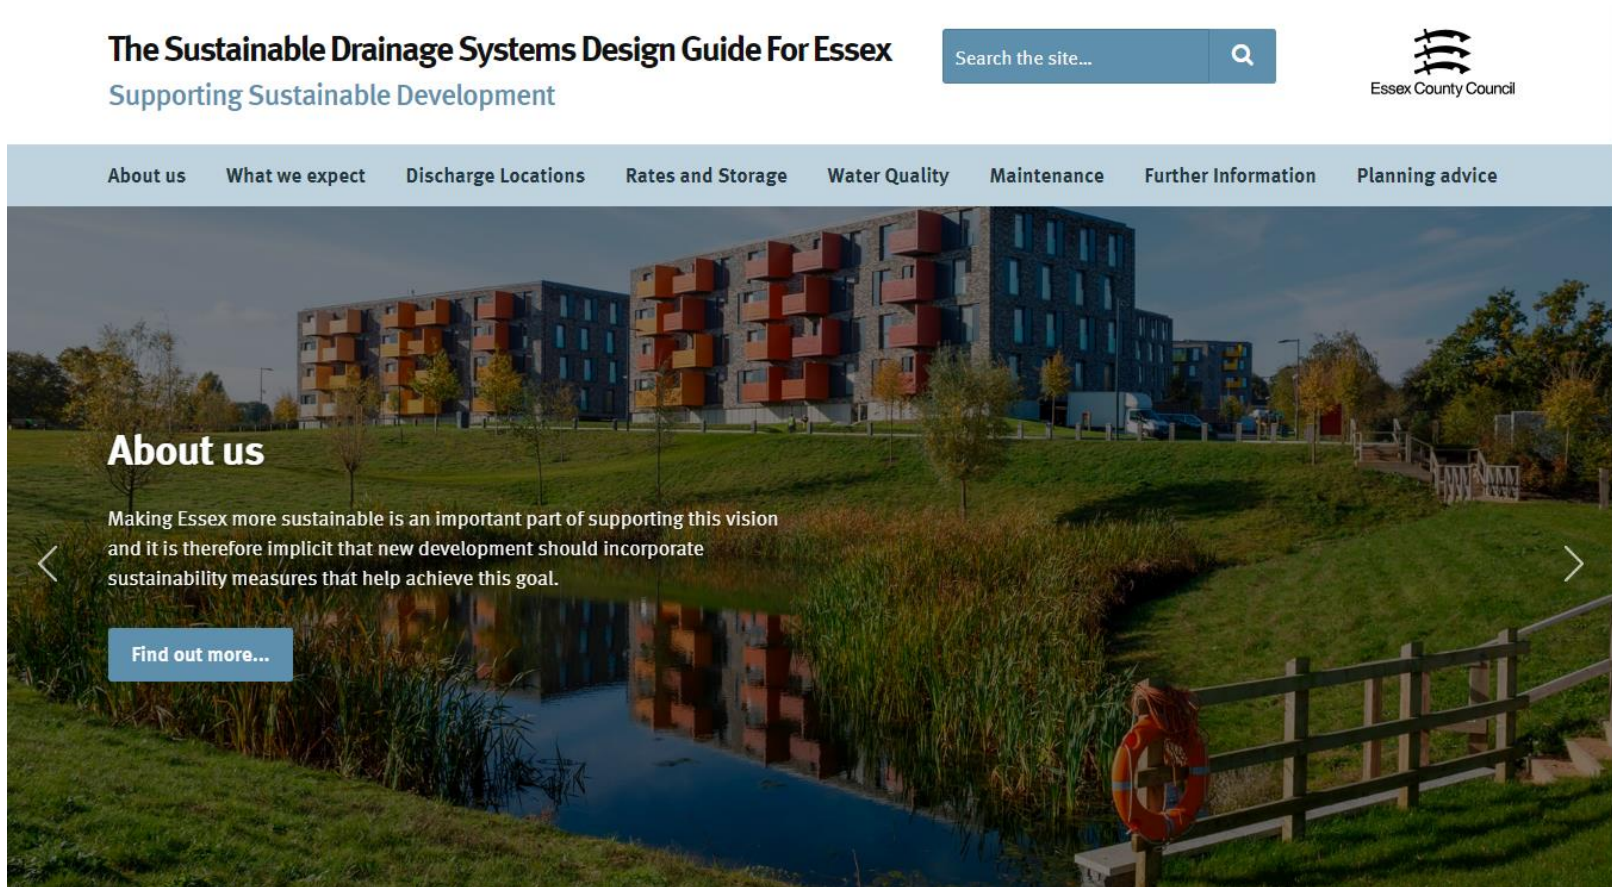 The Sustainable Drainage Systems Design Guide For Essex
Supporting Sustainable Development
Search the site...
Essex County Council
About us
What we expect
Discharge Locations
Rates and Storage
Water Quality
Maintenance
Further Information
Planning advice
About us
Making Essex more sustainable is an important part of supporting this vision
and it is therefore implicit that new development should incorporate
sustainability measures that help achieve this goal.
Find out more...